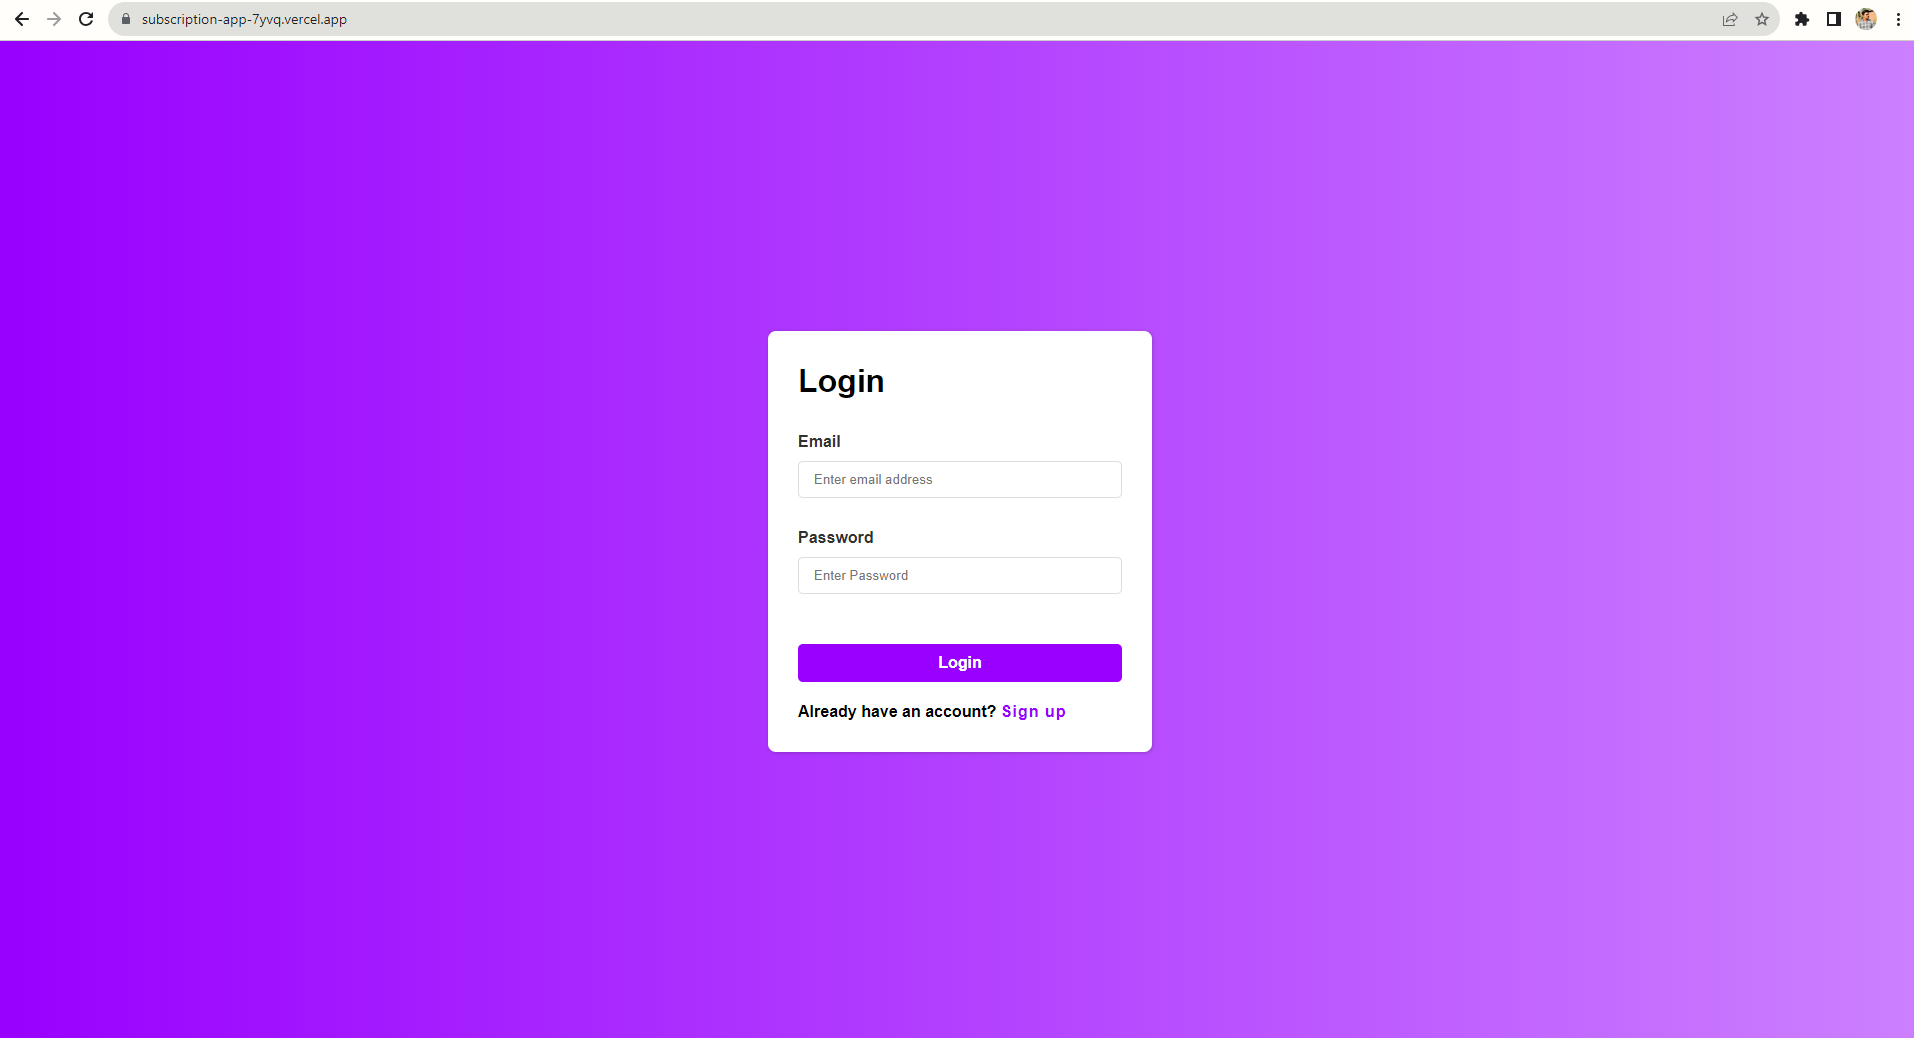 subscription-app-7yvq.vercel.app
Login
Email
Enter email address
Password
Enter Password
Login
Already have an account? Sign up